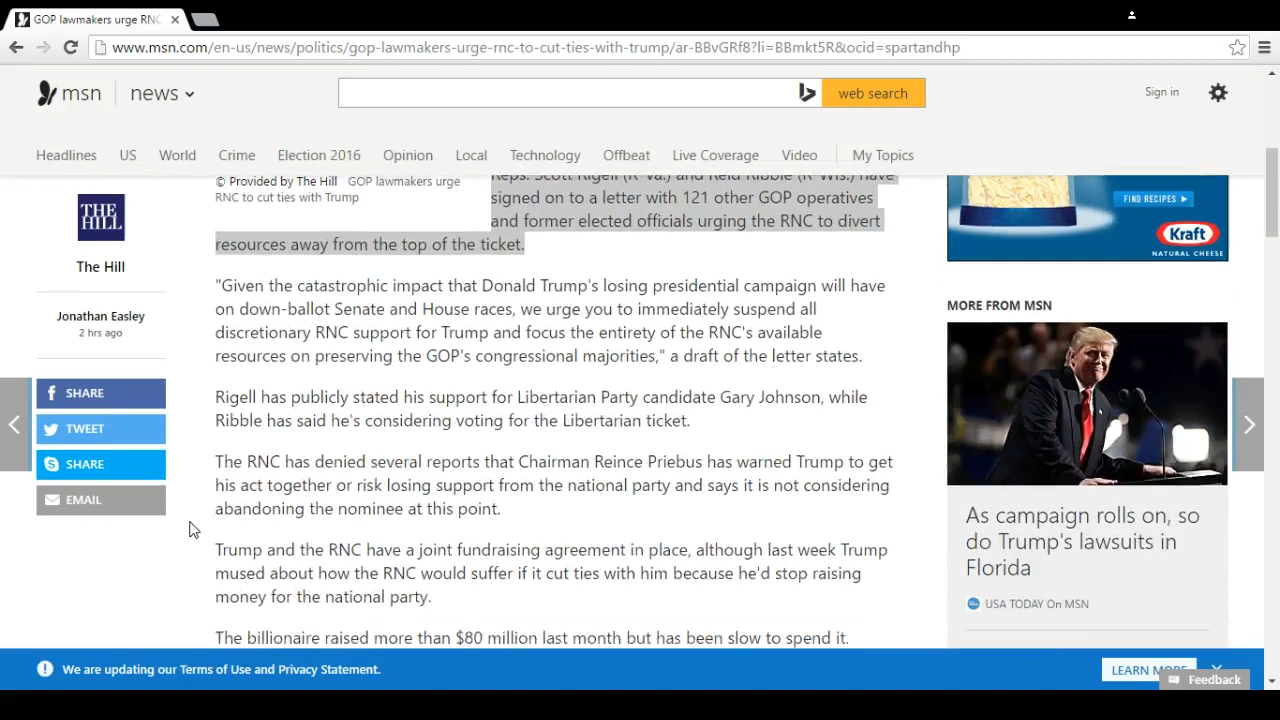 GOP lawmakers urge RNC
www.msn.com/en-us/news/politics/gop-lawmakers-urge-rnc-to-cut-ties-with-trump/ar-BBvGRf8?li=BBmkt5R&ocid=spartandhp
msn news web search Sign in
Headlines US World Crime Election 2016 Opinion Local Technology Offbeat Live Coverage Video My Topics
© Provided by The Hill GOP lawmakers urge
RNC to cut ties with Trump
Reps. Scott Rigell (R-Va.) and Reid Ribble (R-Wis.) have
signed on to a letter with 121 other GOP operatives
and former elected officials urging the RNC to divert
resources away from the top of the ticket.
THE HILL
The Hill
Jonathan Easley
2 hrs ago
SHARE
TWEET
SHARE
EMAIL
"Given the catastrophic impact that Donald Trump's losing presidential campaign will have
on down-ballot Senate and House races, we urge you to immediately suspend all
discretionary RNC support for Trump and focus the entirety of the RNC's available
resources on preserving the GOP's congressional majorities," a draft of the letter states.
Rigell has publicly stated his support for Libertarian Party candidate Gary Johnson, while
Ribble has said he's considering voting for the Libertarian ticket.
The RNC has denied several reports that Chairman Reince Priebus has warned Trump to get
his act together or risk losing support from the national party and says it is not considering
abandoning the nominee at this point.
Trump and the RNC have a joint fundraising agreement in place, although last week Trump
mused about how the RNC would suffer if it cut ties with him because he'd stop raising
money for the national party.
The billionaire raised more than $80 million last month but has been slow to spend it.
FIND RECIPES
Kraft
NATURAL CHEESE
MORE FROM MSN
As campaign rolls on, so
do Trump's lawsuits in
Florida
USA TODAY On MSN
We are updating our Terms of Use and Privacy Statement.
LEARN MORE
Feedback